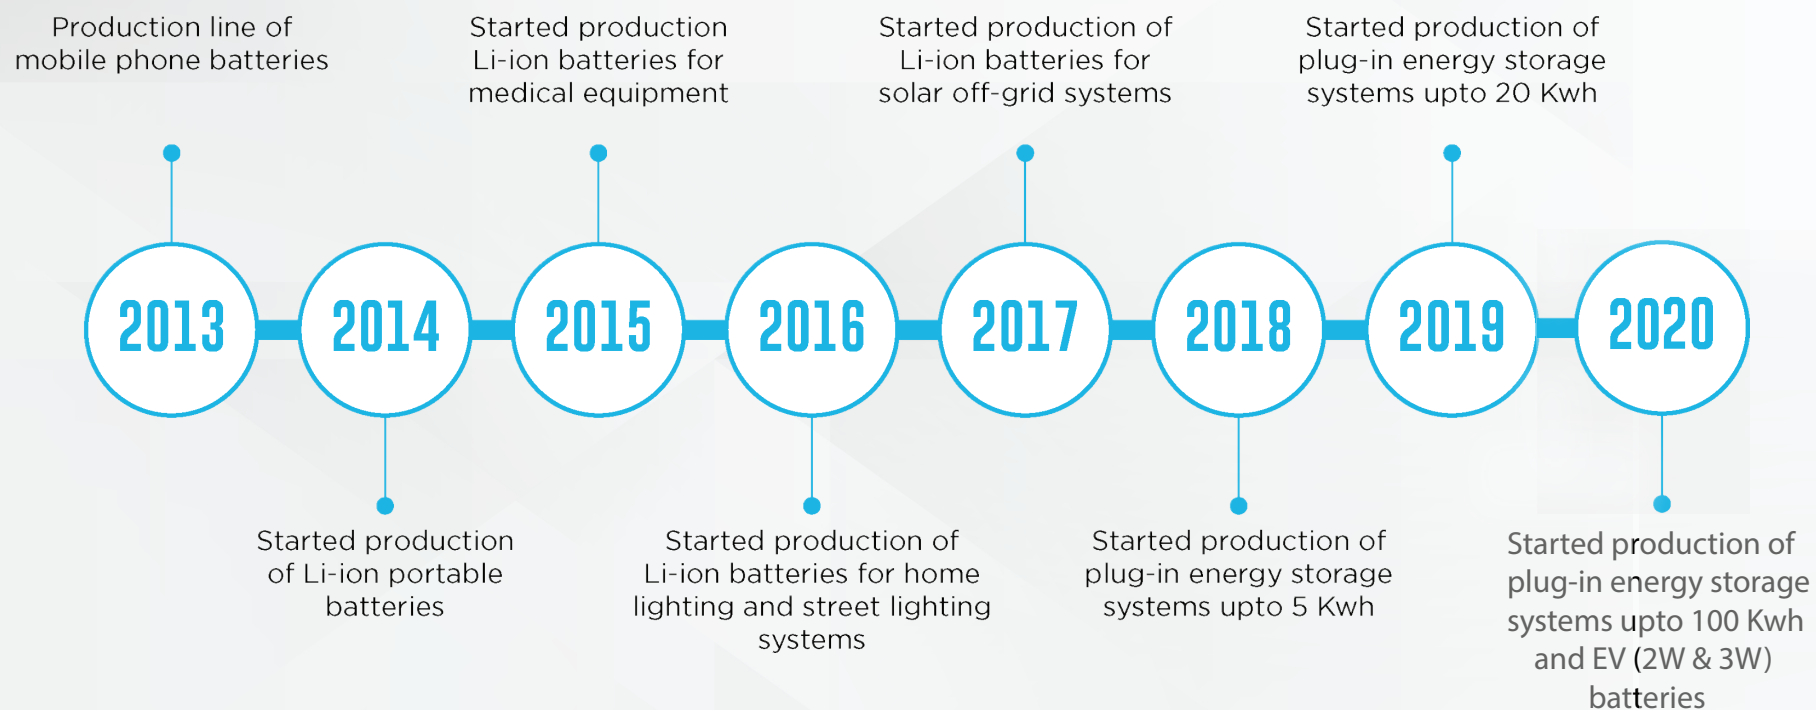 Production line of
mobile phone batteries
Started production
Li-ion batteries for
medical equipment
Started production of
Li-ion batteries for
solar off-grid systems
Started production of
plug-in energy storage
systems upto 20 Kwh
2013
2014
2015
2016
2017
2018
2019
2020
Started production
of Li-ion portable
batteries
Started production of
Li-ion batteries for home
lighting and street lighting
systems
Started production of
plug-in energy storage
systems upto 5 Kwh
Started production of
plug-in energy storage
systems upto 100 Kwh
and EV (2W & 3W)
batteries